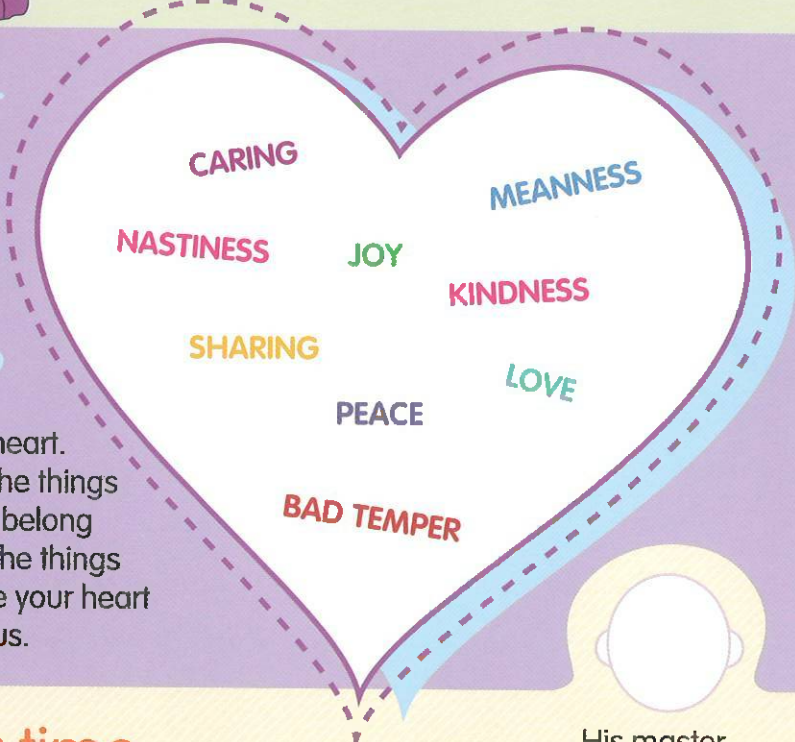 CARING
MEANNESS
NASTINESS
JOY
KINDNESS
SHARING
LOVE
PEACE
BAD TEMPER
heart.
he things
belong
he things
e your heart
us.
time
His master